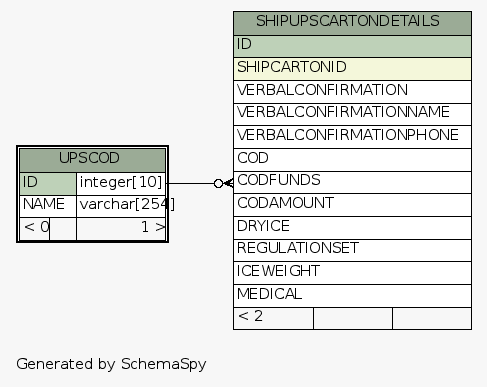 SHIPUPSCARTONDETAILS
ID
SHIPCARTONID
VERBALCONFIRMATION
VERBALCONFIRMATIONNAME
VERBALCONFIRMATIONPHONE
COD
CODFUNDS
CODAMOUNT
DRYICE
REGULATIONSET
ICEWEIGHT
MEDICAL
< 2
UPSCOD
ID integer[10]
NAME varchar[254]
< 0 1 >
Generated by SchemaSpy